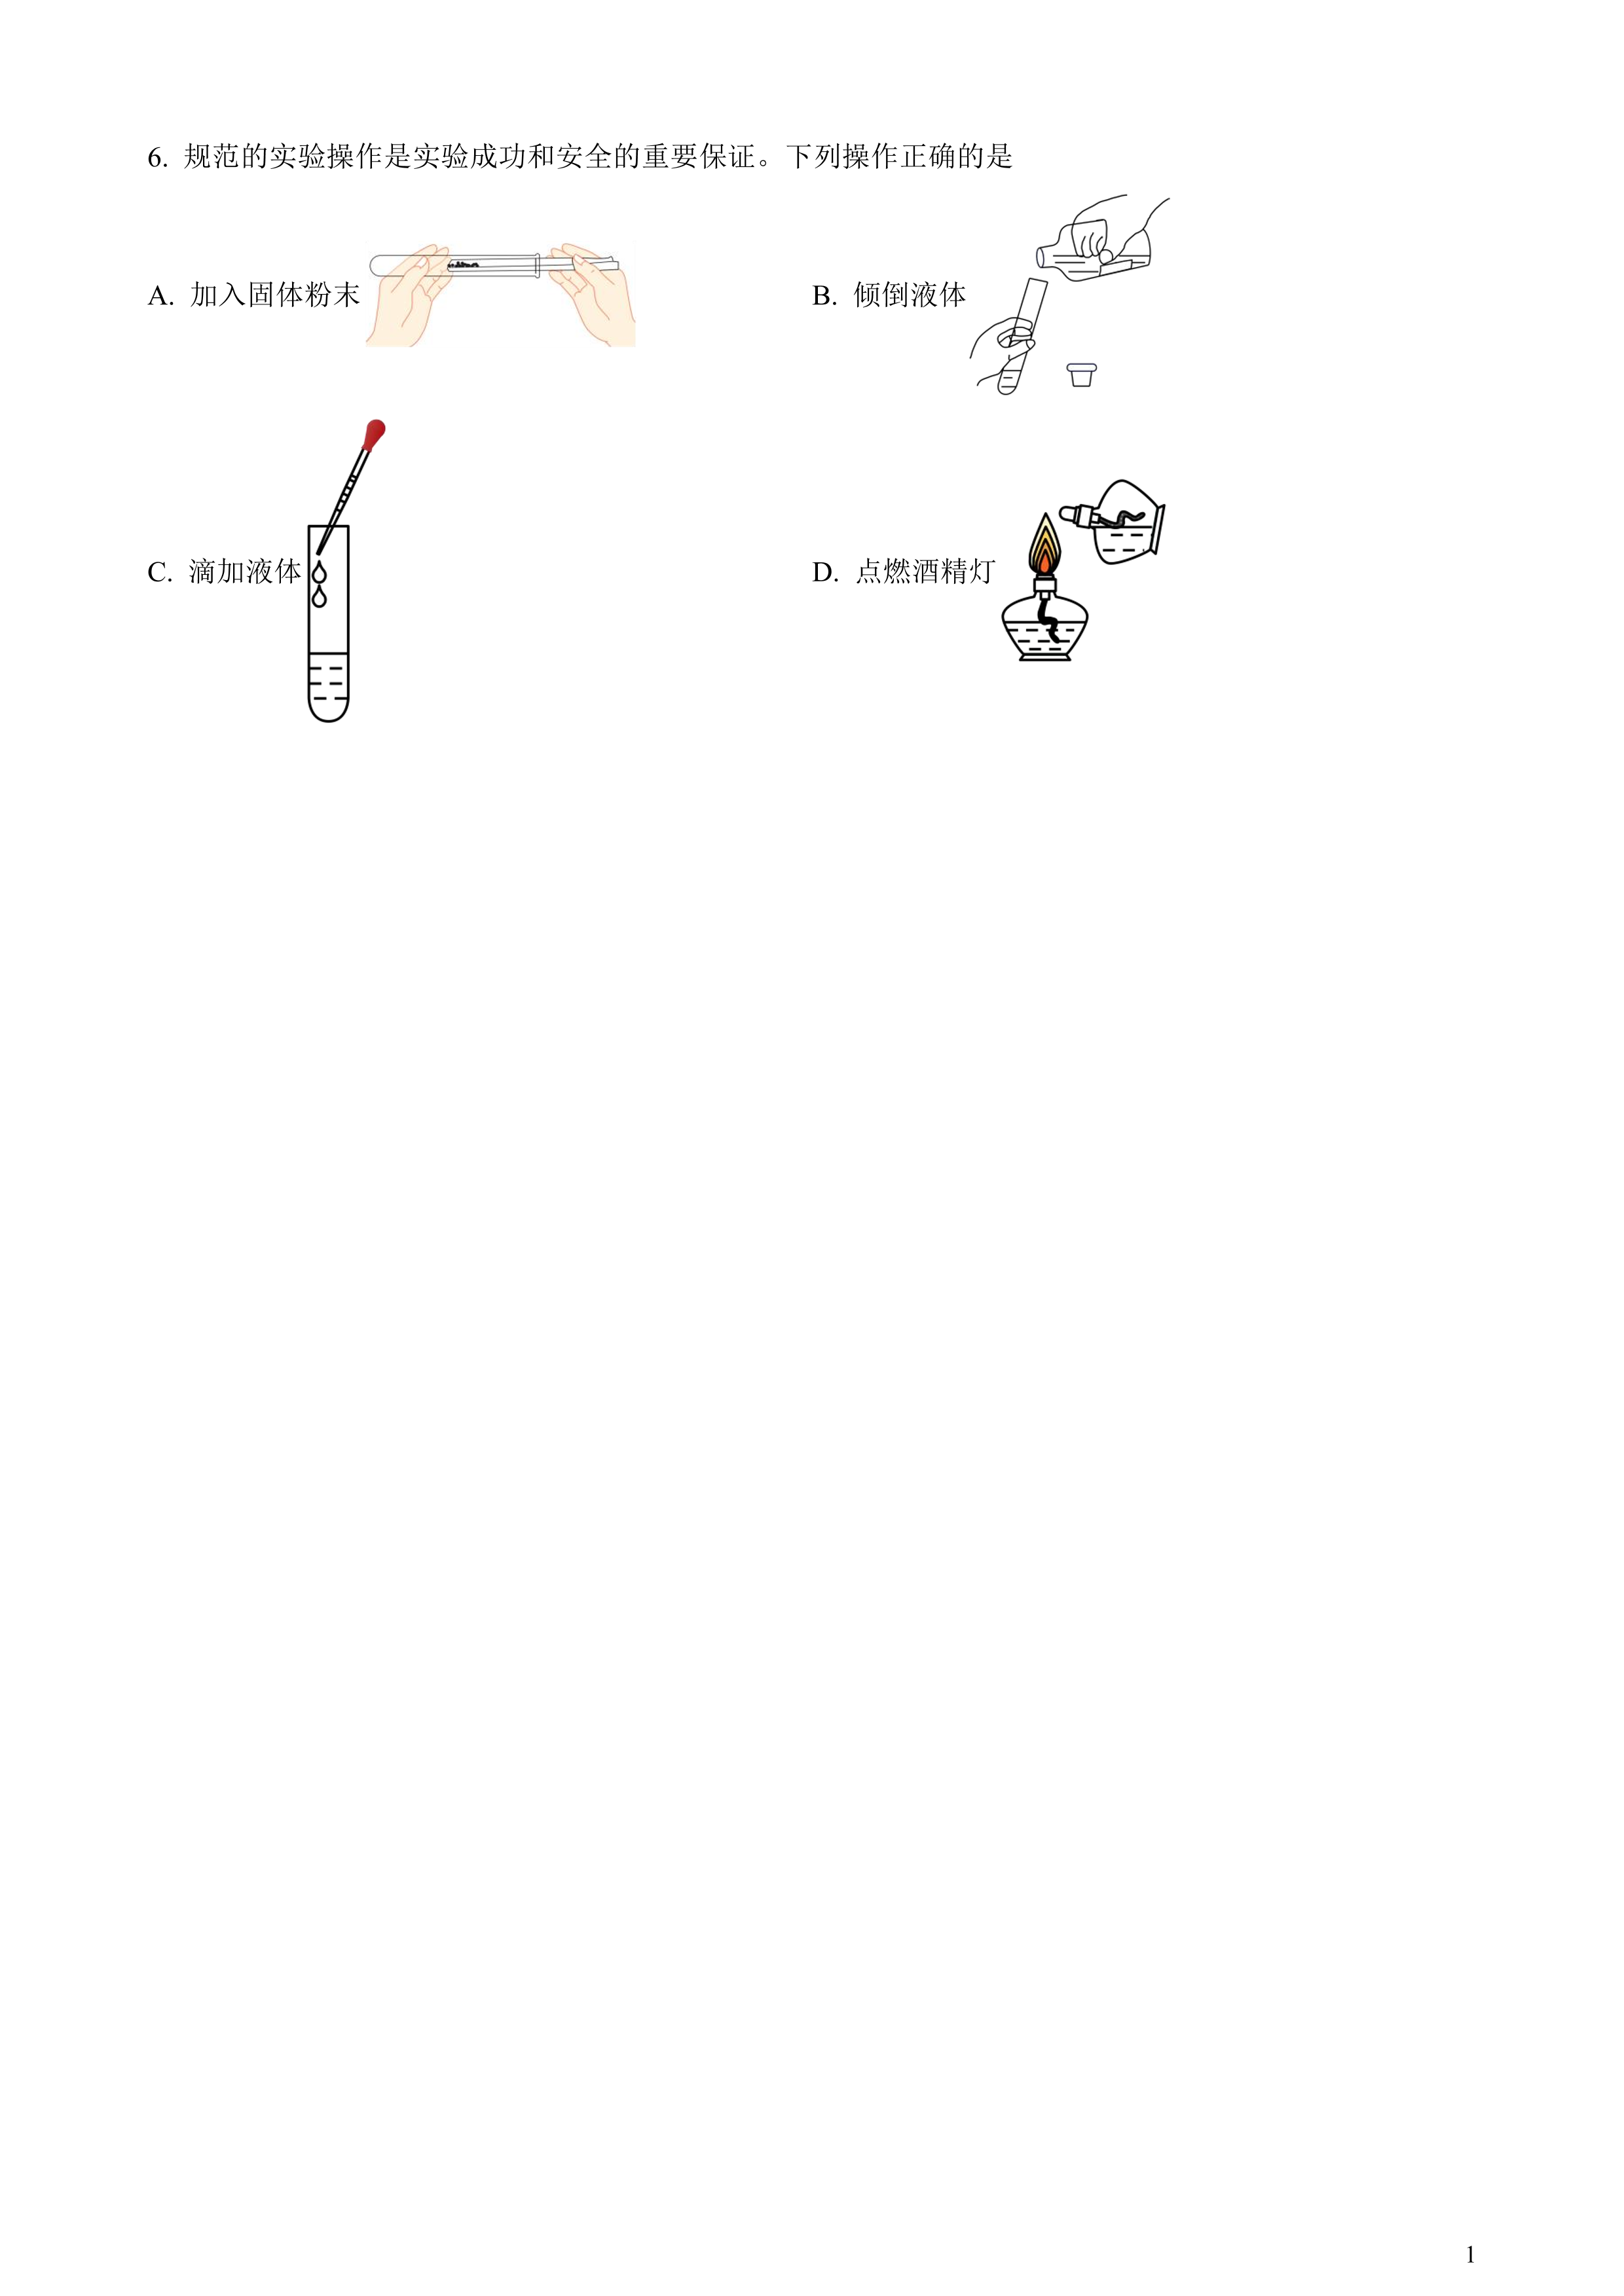 6. 规范的实验操作是实验成功和安全的重要保证。下列操作正确的是
A. 加入固体粉末
B. 倾倒液体
C. 滴加液体
D. 点燃酒精灯
1